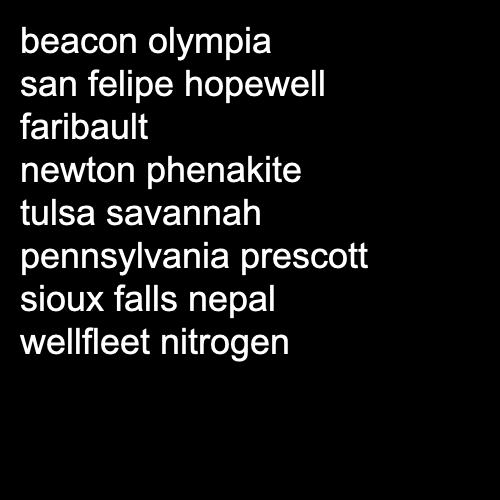 beacon olympia
san felipe hopewell
faribault
newton phenakite
tulsa savannah
pennsylvania prescott
sioux falls nepal
wellfleet nitrogen